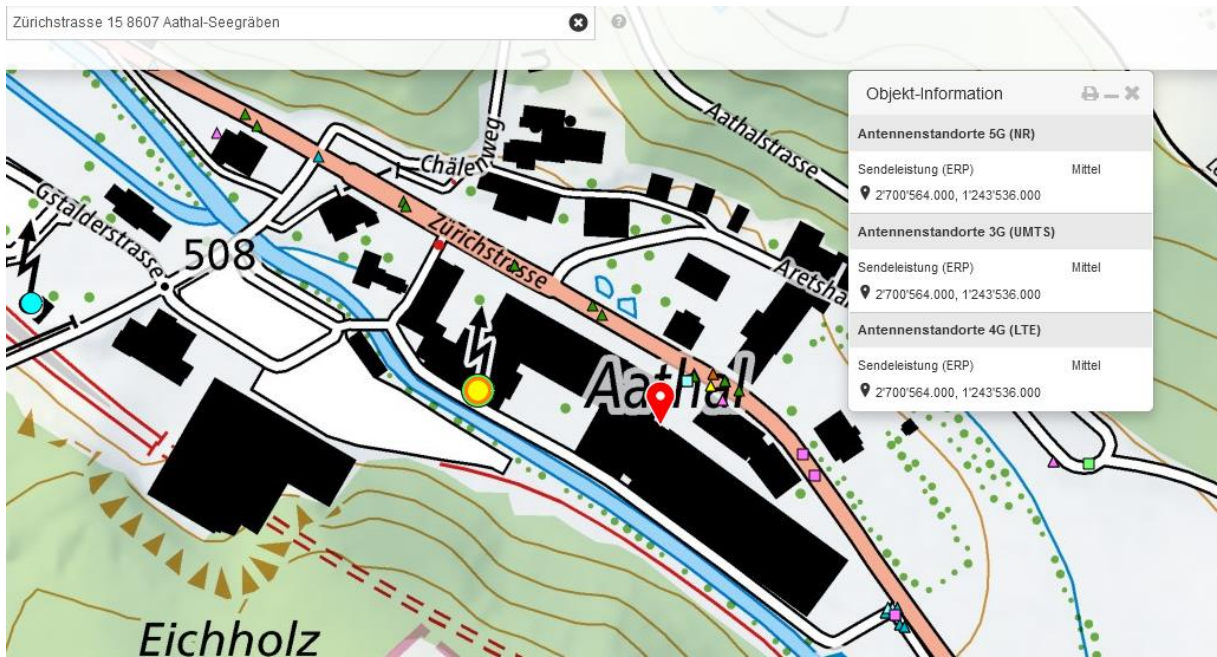 Zürichstrasse 15 8607 Aathal-Seegräben
Objekt-Information
Antennenstandorte 5G (NR)
Sendeleistung (ERP) Mittel
2'700'564.000, 1'243'536.000
Antennenstandorte 3G (UMTS)
Sendeleistung (ERP) Mittel
2'700'564.000, 1'243'536.000
Antennenstandorte 4G (LTE)
Sendeleistung (ERP) Mittel
2'700'564.000, 1'243'536.000
Aathalstrasse
Chälenweg
Gstalderstrasse
508
Zürichstrasse
Aretsha
Aathal
Eichholz